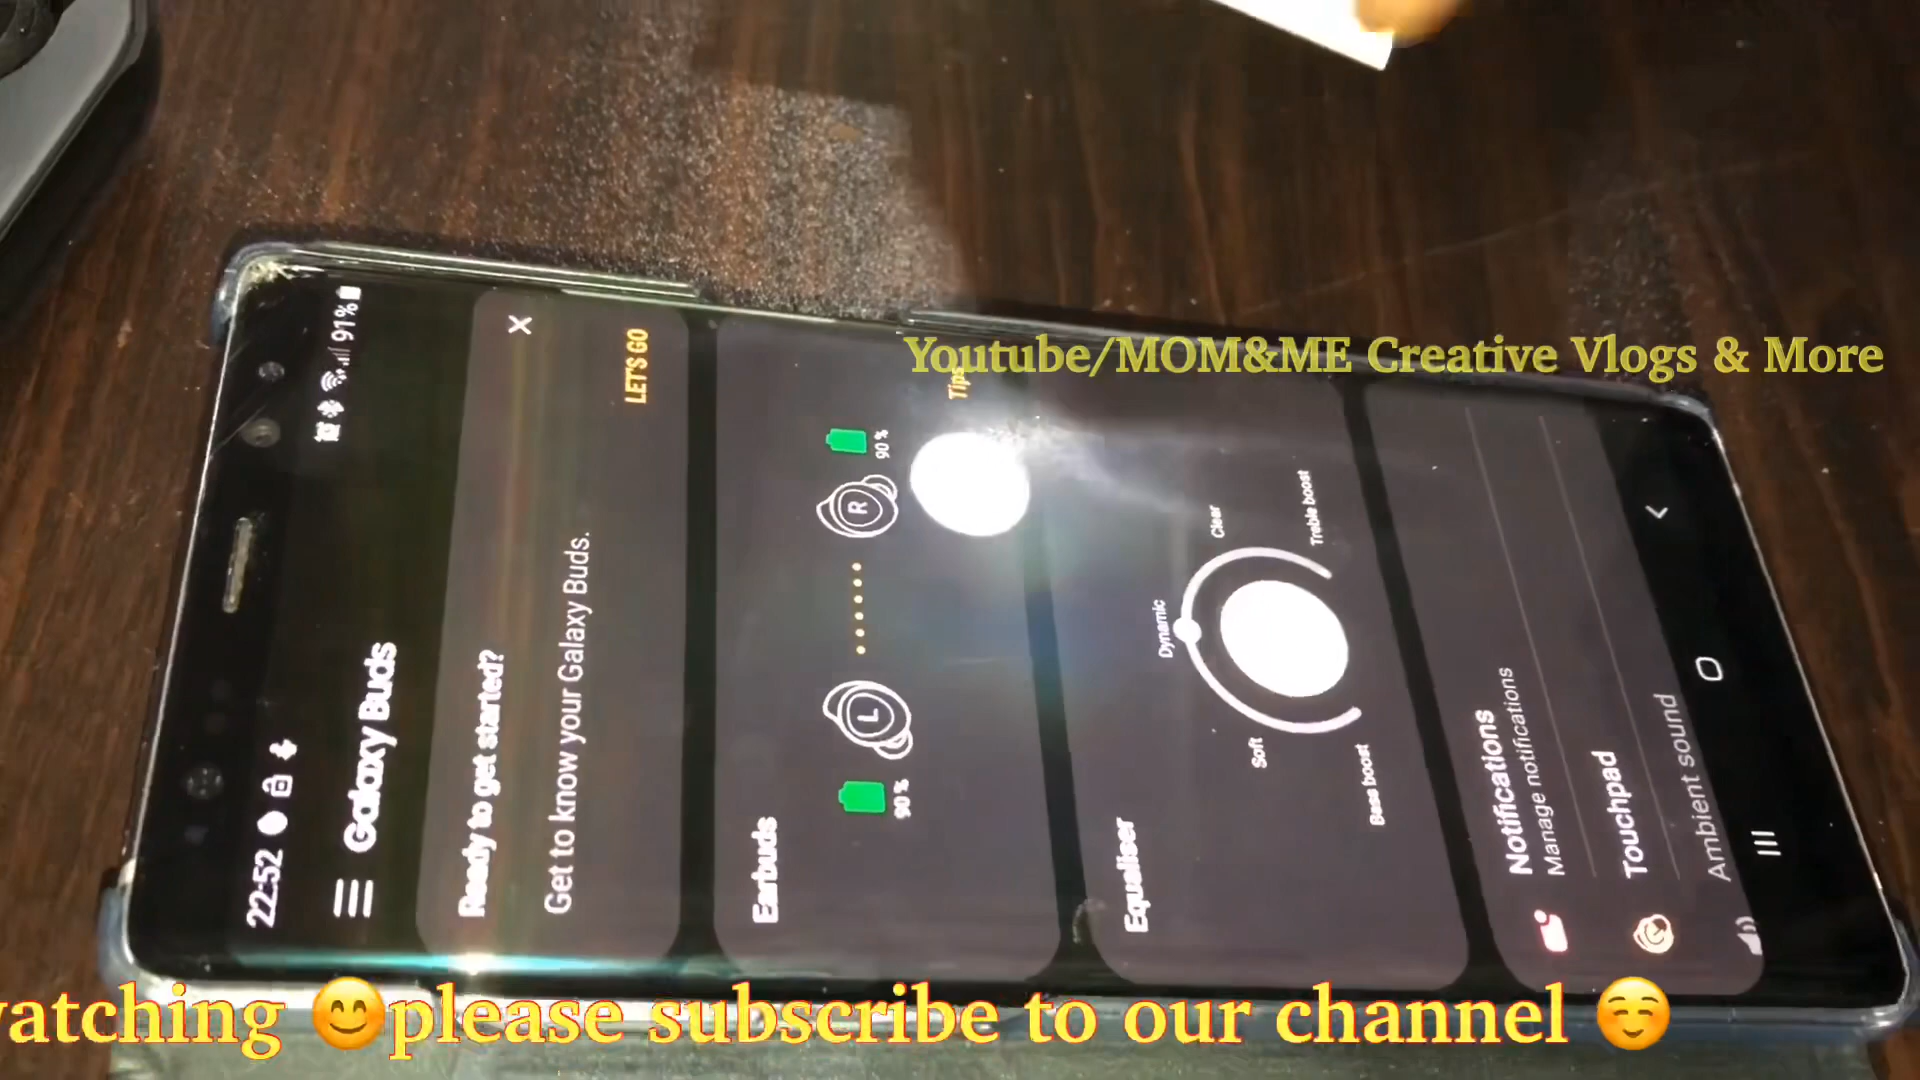 22:52
91%
Galaxy Buds
Ready to get started?
Get to know your Galaxy Buds.
LET'S GO
Earbuds
L
R
90%
90%
Tips
Equaliser
Soft
Dynamic
Clear
Bass boost
Treble boost
Notifications
Manage notifications
Touchpad
Ambient sound
Youtube/MOM&ME Creative Vlogs & More
watching 😊please subscribe to our channel ☺️